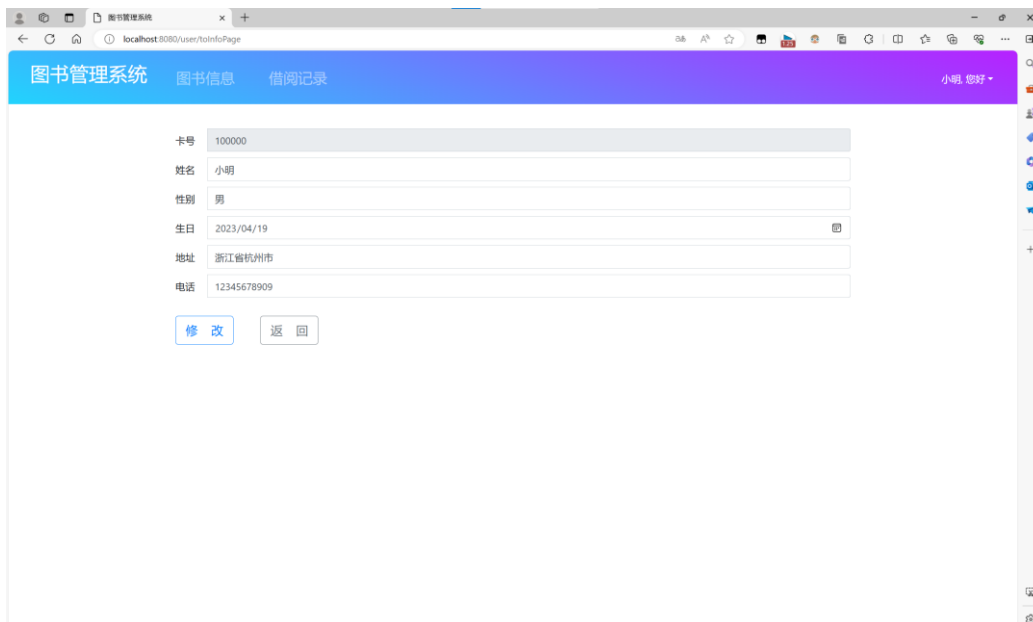 图书管理系统
localhost:8080/user/toInfoPage
1.25
图书管理系统 图书信息 借阅记录 小明, 您好
卡号 100000
姓名 小明
性别 男
生日 2023/04/19
地址 浙江省杭州市
电话 12345678909
修 改 返 回